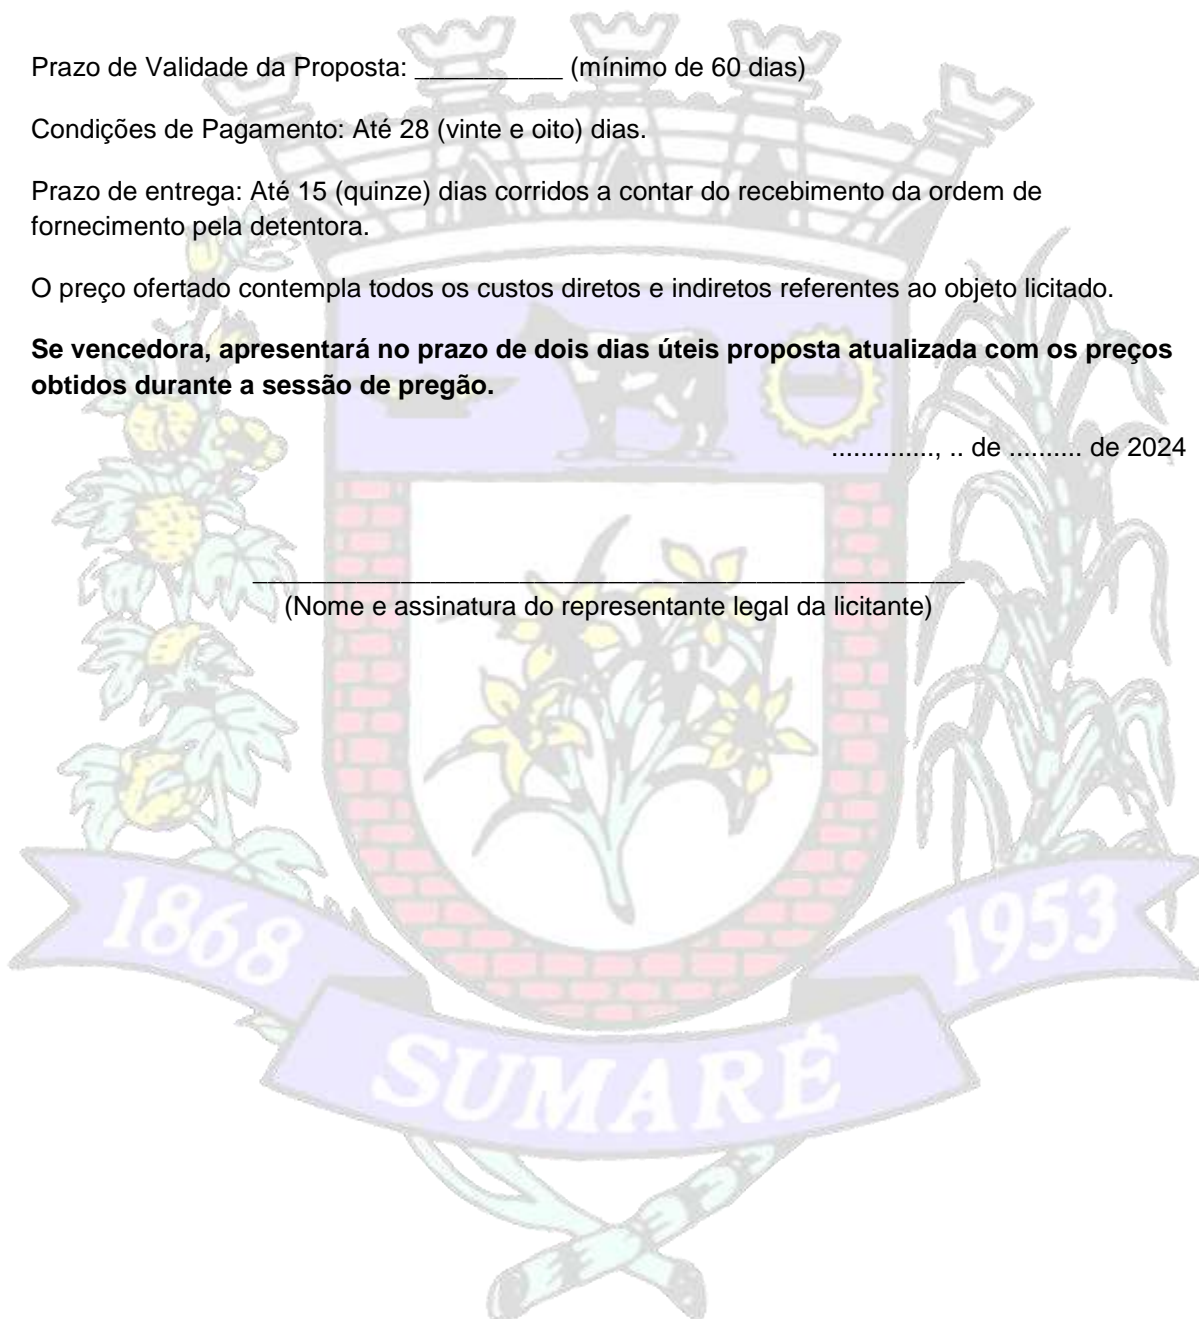 Prazo de Validade da Proposta: __________ (mínimo de 60 dias)
Condições de Pagamento: Até 28 (vinte e oito) dias.
Prazo de entrega: Até 15 (quinze) dias corridos a contar do recebimento da ordem de
fornecimento pela detentora.
O preço ofertado contempla todos os custos diretos e indiretos referentes ao objeto licitado.
Se vencedora, apresentará no prazo de dois dias úteis proposta atualizada com os preços
obtidos durante a sessão de pregão.
.............., .. de .......... de 2024
________________________________________________
(Nome e assinatura do representante legal da licitante)
1868
1953
SUMARÉ